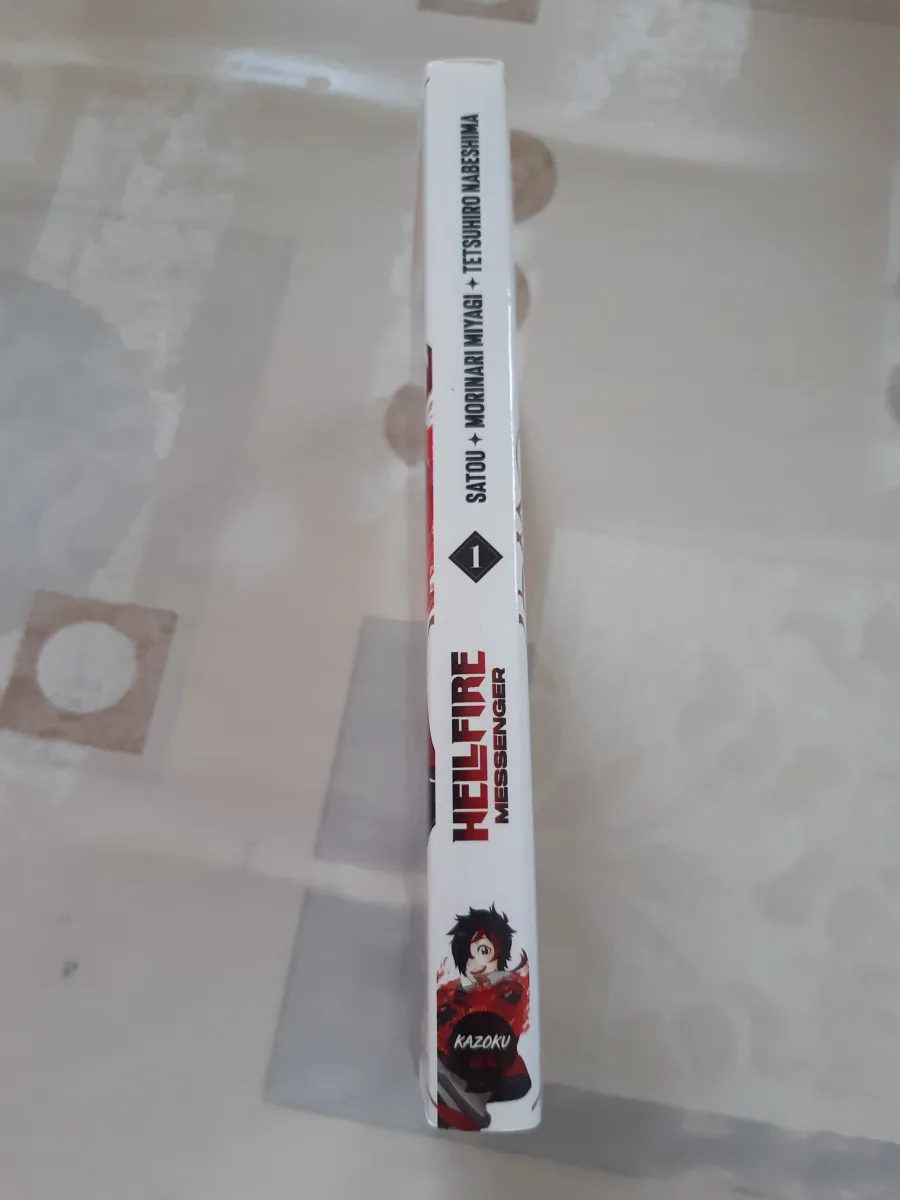 SATOU ✦ MORINARI MIYAGI ✦ TETSUHIRO NABESHIMA
1
HELLFIRE
MESSENGER
KAZOKU